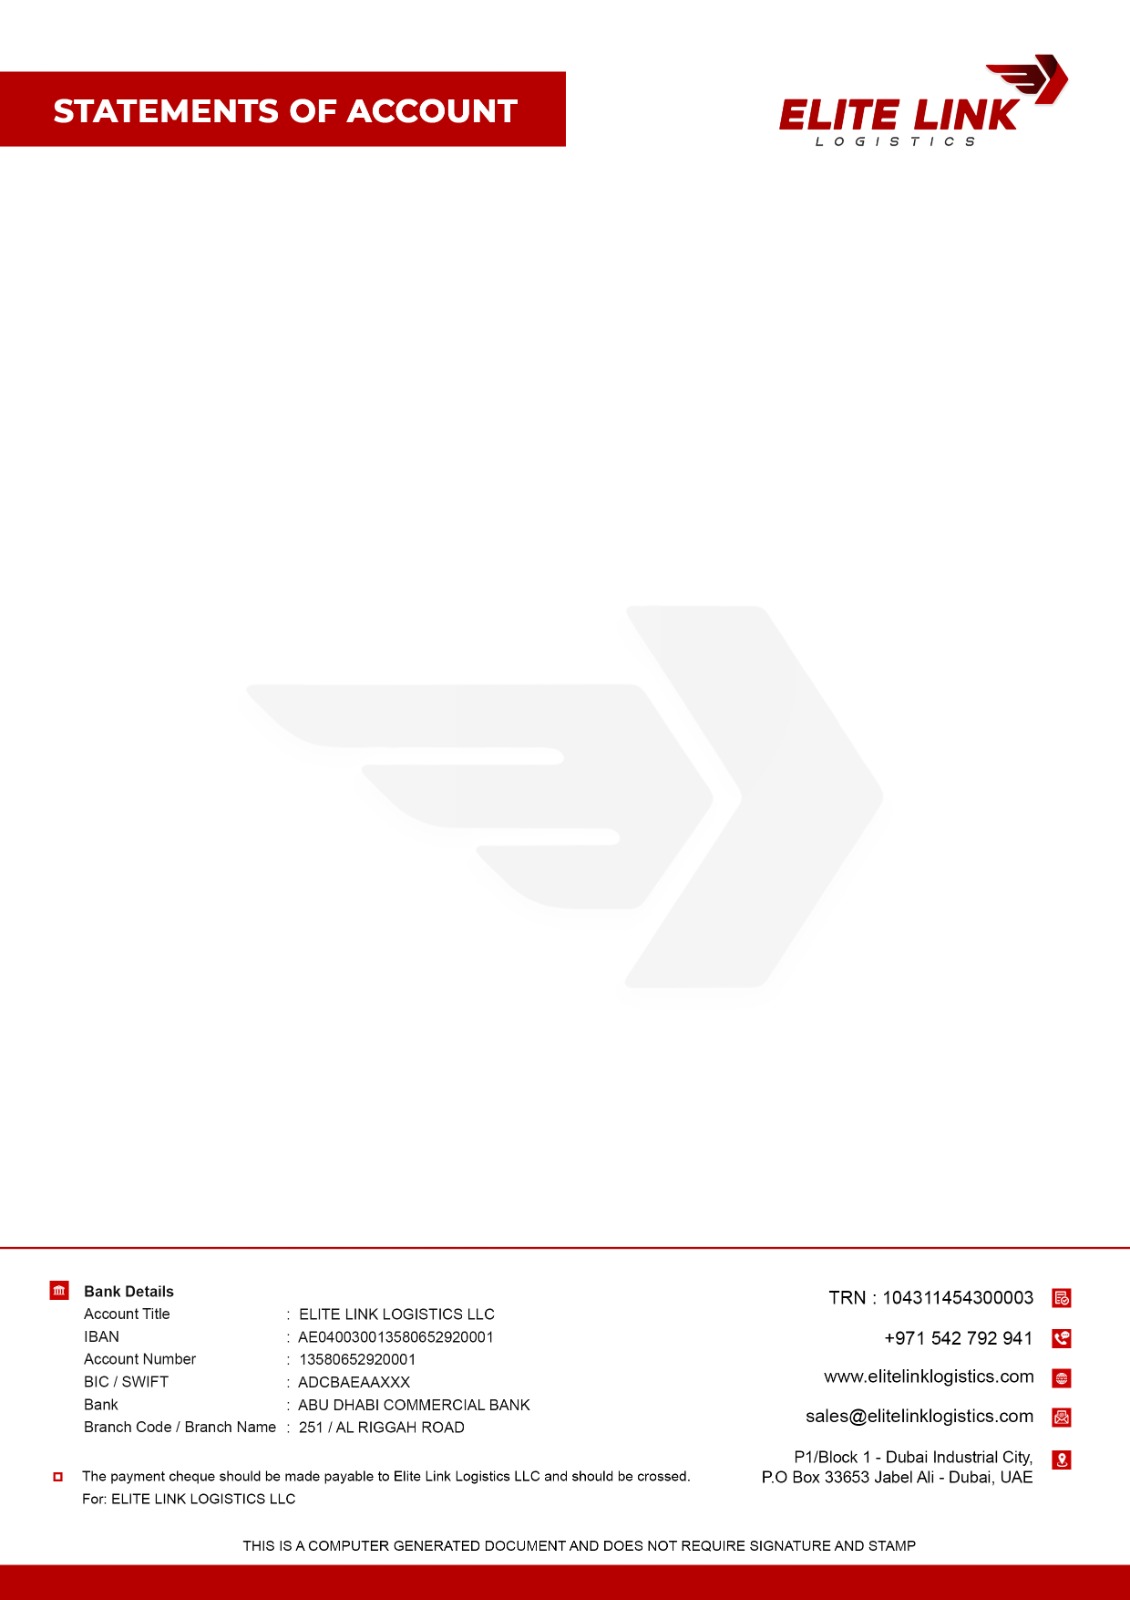 STATEMENTS OF ACCOUNT
ELITE LINK
LOGISTICS
Bank Details
Account Title : ELITE LINK LOGISTICS LLC
IBAN : AE040030013580652920001
Account Number : 13580652920001
BIC / SWIFT : ADCBAEAAXXX
Bank : ABU DHABI COMMERCIAL BANK
Branch Code / Branch Name : 251 / AL RIGGAH ROAD
The payment cheque should be made payable to Elite Link Logistics LLC and should be crossed.
For: ELITE LINK LOGISTICS LLC
TRN : 104311454300003
+971 542 792 941
www.elitelinklogistics.com
sales@elitelinklogistics.com
P1/Block 1 - Dubai Industrial City,
P.O Box 33653 Jabel Ali - Dubai, UAE
THIS IS A COMPUTER GENERATED DOCUMENT AND DOES NOT REQUIRE SIGNATURE AND STAMP